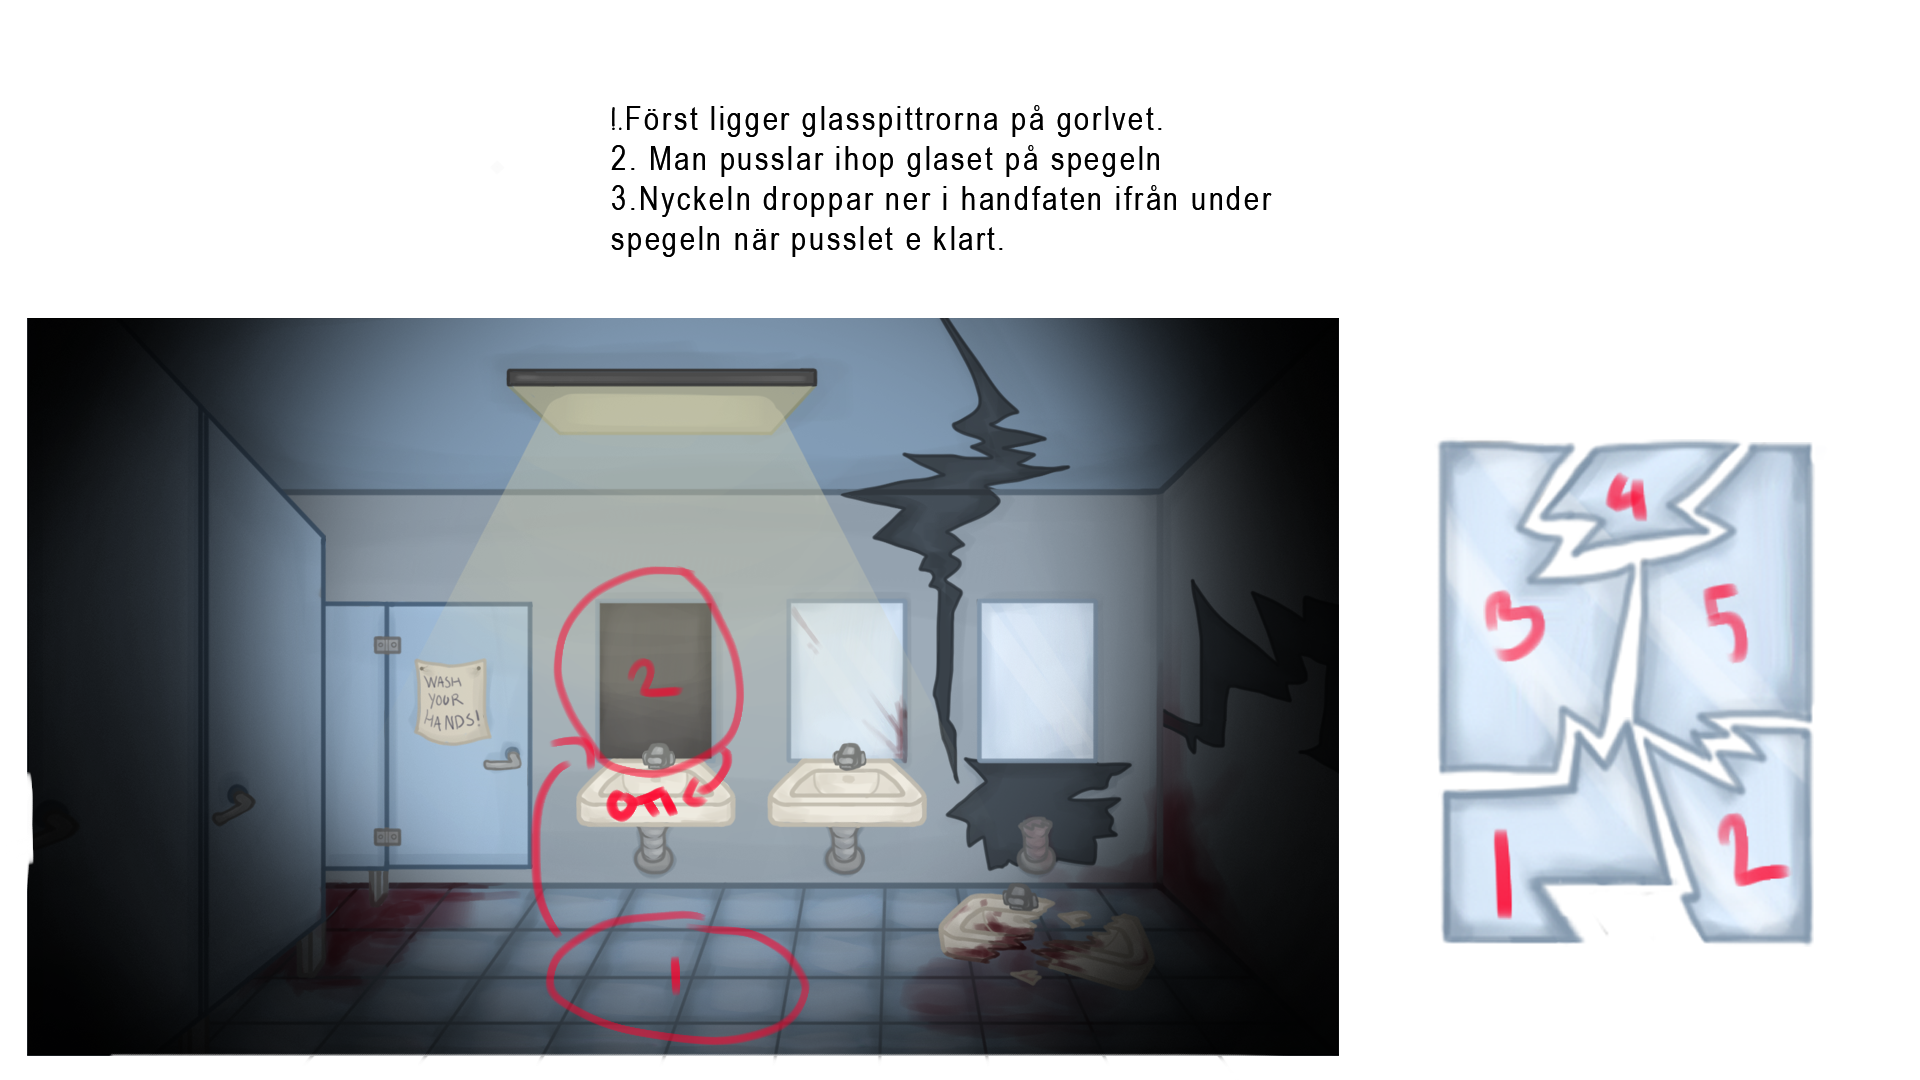 1.Först ligger glasspittrorna på gorlvet.
2. Man pusslar ihop glaset på spegeln
3.Nyckeln droppar ner i handfaten ifrån under
spegeln när pusslet e klart.
WASH
YOUR
HANDS!
2
1
4
3
5
1
2